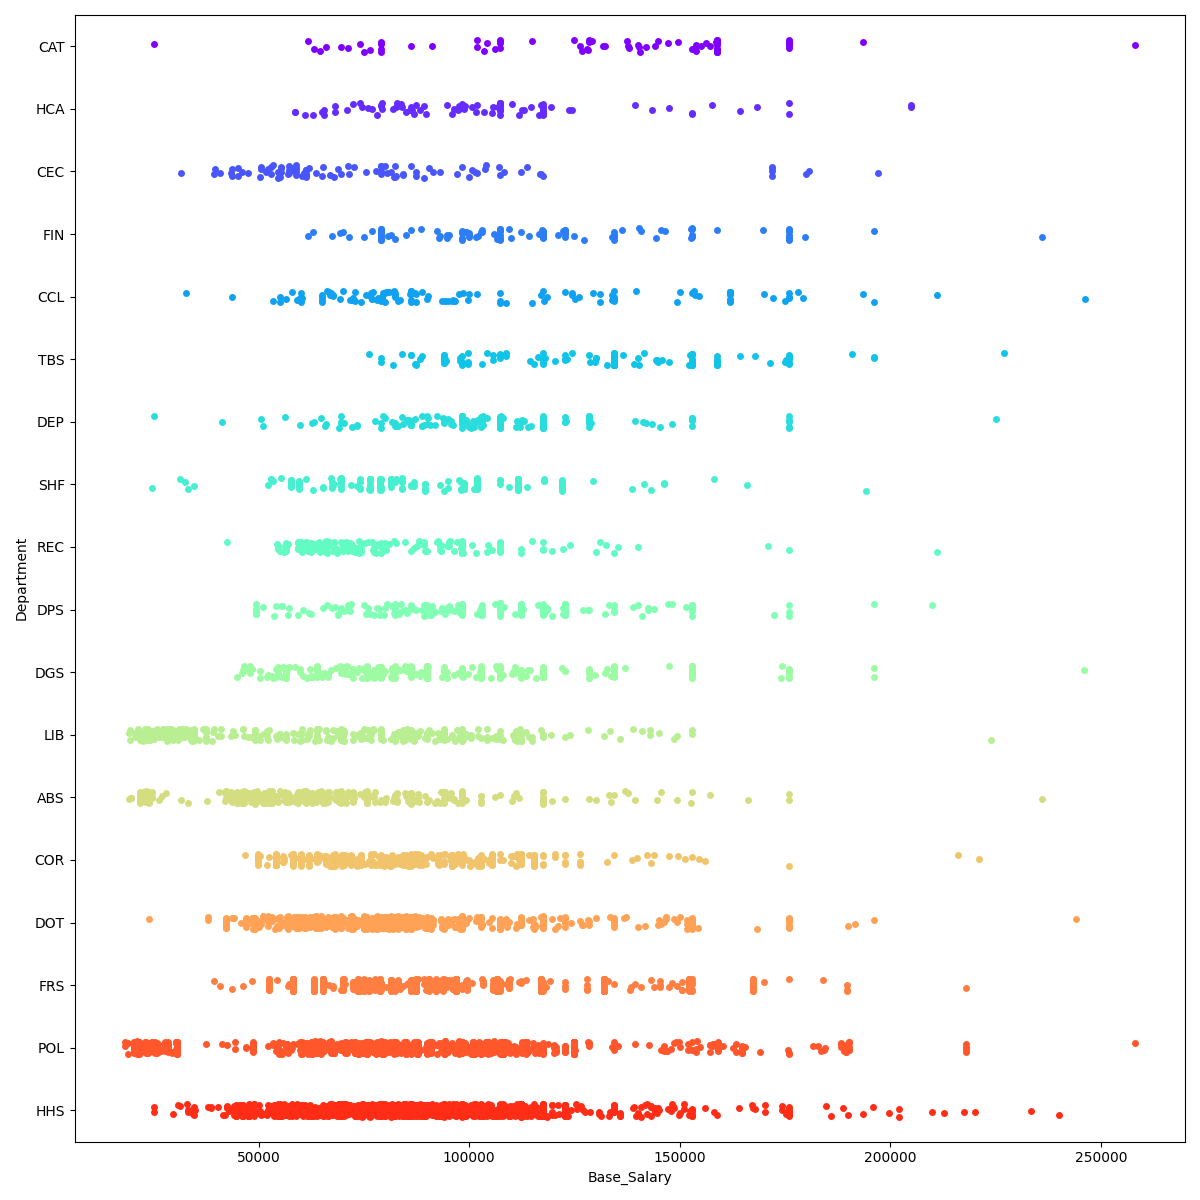 CAT
HCA
CEC
FIN
CCL
TBS
DEP
SHF
REC
DPS
DGS
LIB
ABS
COR
DOT
FRS
POL
HHS
Department
50000 100000 150000 200000 250000
Base_Salary